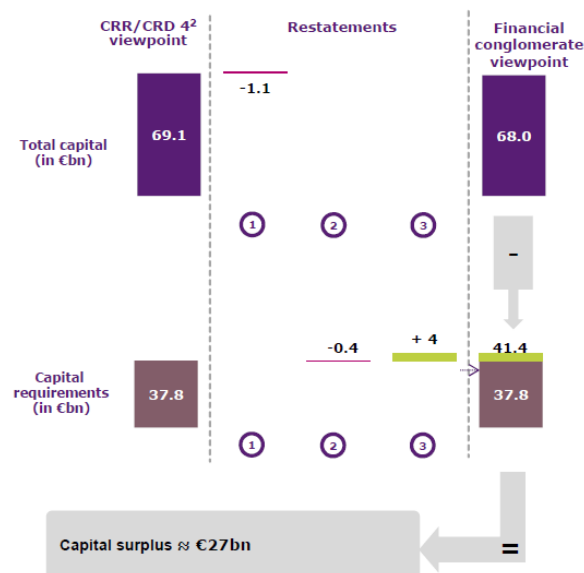 CRR/CRD 4² viewpoint
Restatements
Financial conglomerate viewpoint
-1.1
Total capital (in €bn)
69.1
68.0
1
2
3
–
-0.4
+ 4
41.4
Capital requirements (in €bn)
37.8
37.8
1
2
3
Capital surplus ≈ €27bn
=